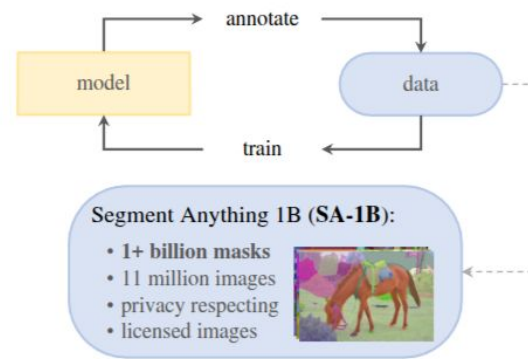 annotate
model
data
train
Segment Anything 1B (SA-1B):
• 1+ billion masks
• 11 million images
• privacy respecting
• licensed images